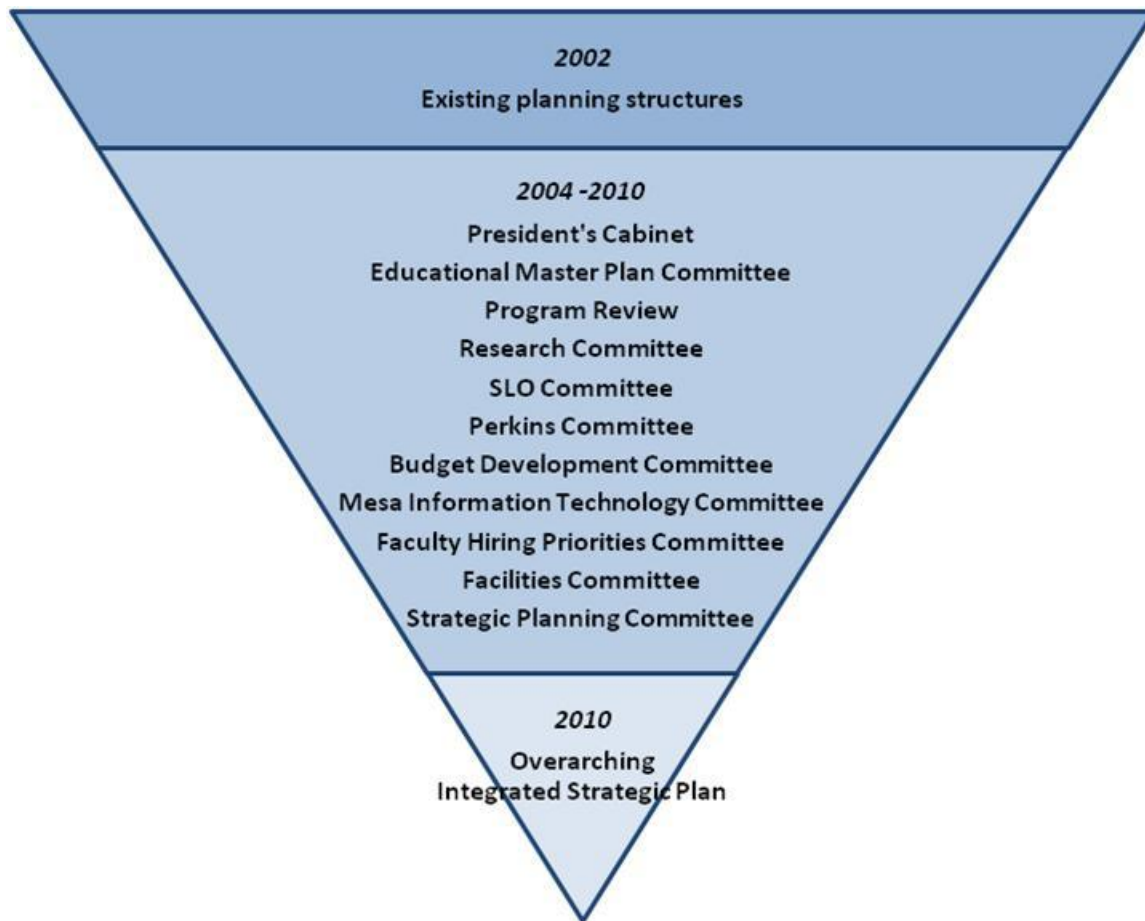 2002
Existing planning structures
2004 -2010
President's Cabinet
Educational Master Plan Committee
Program Review
Research Committee
SLO Committee
Perkins Committee
Budget Development Committee
Mesa Information Technology Committee
Faculty Hiring Priorities Committee
Facilities Committee
Strategic Planning Committee
2010
Overarching
Integrated Strategic Plan